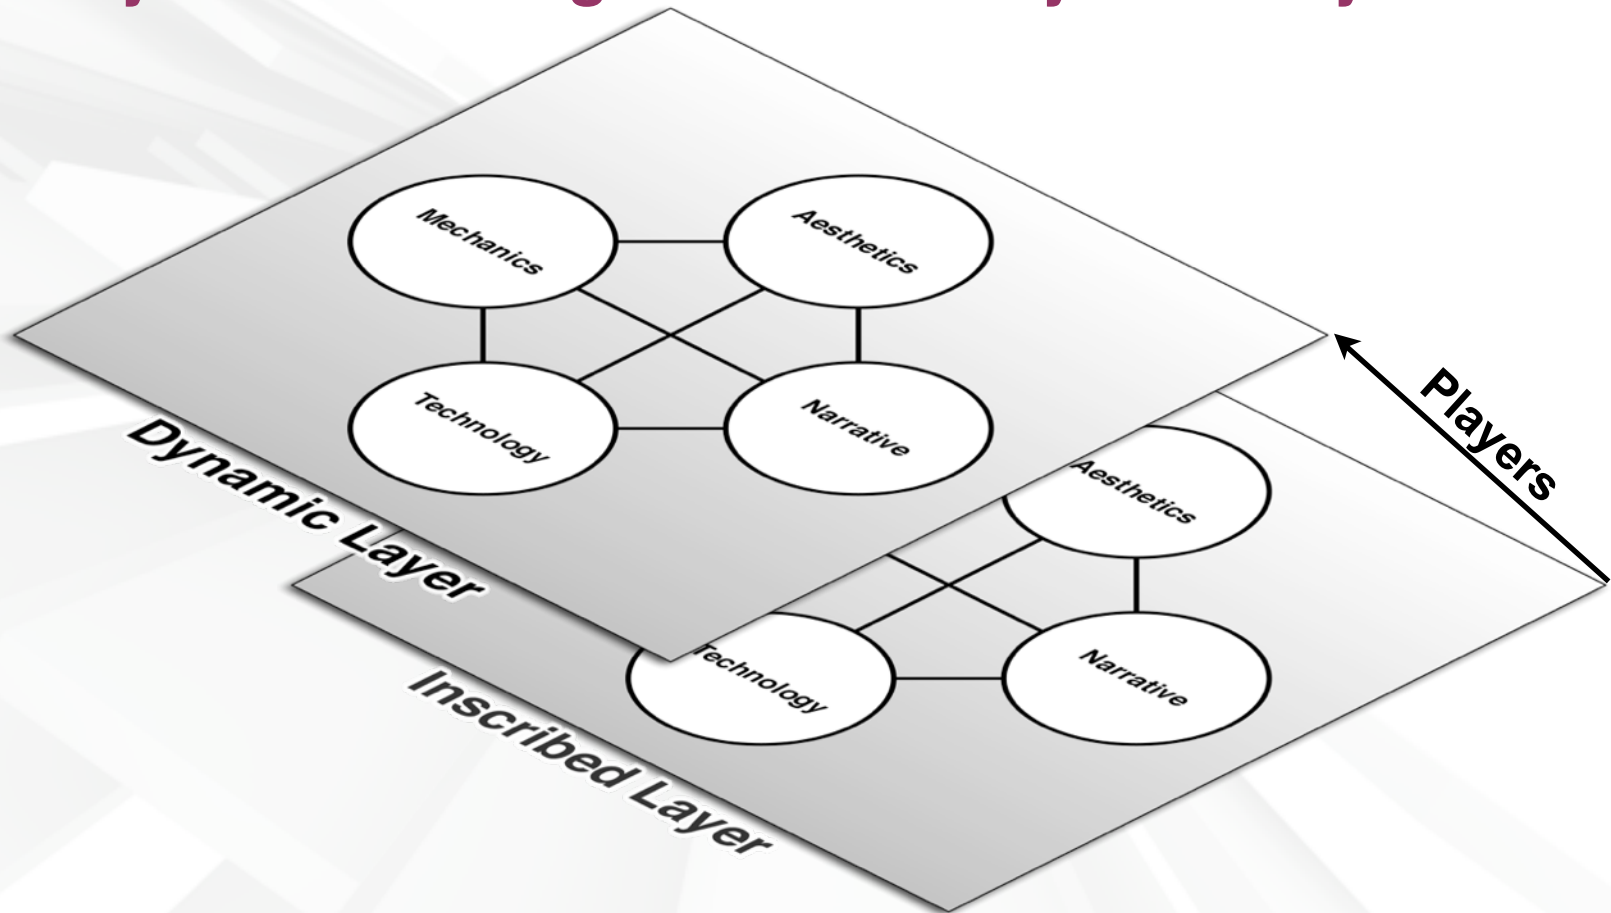 Mechanics
Aesthetics
Technology
Narrative
Dynamic Layer
Players
Aesthetics
Technology
Narrative
Inscribed Layer